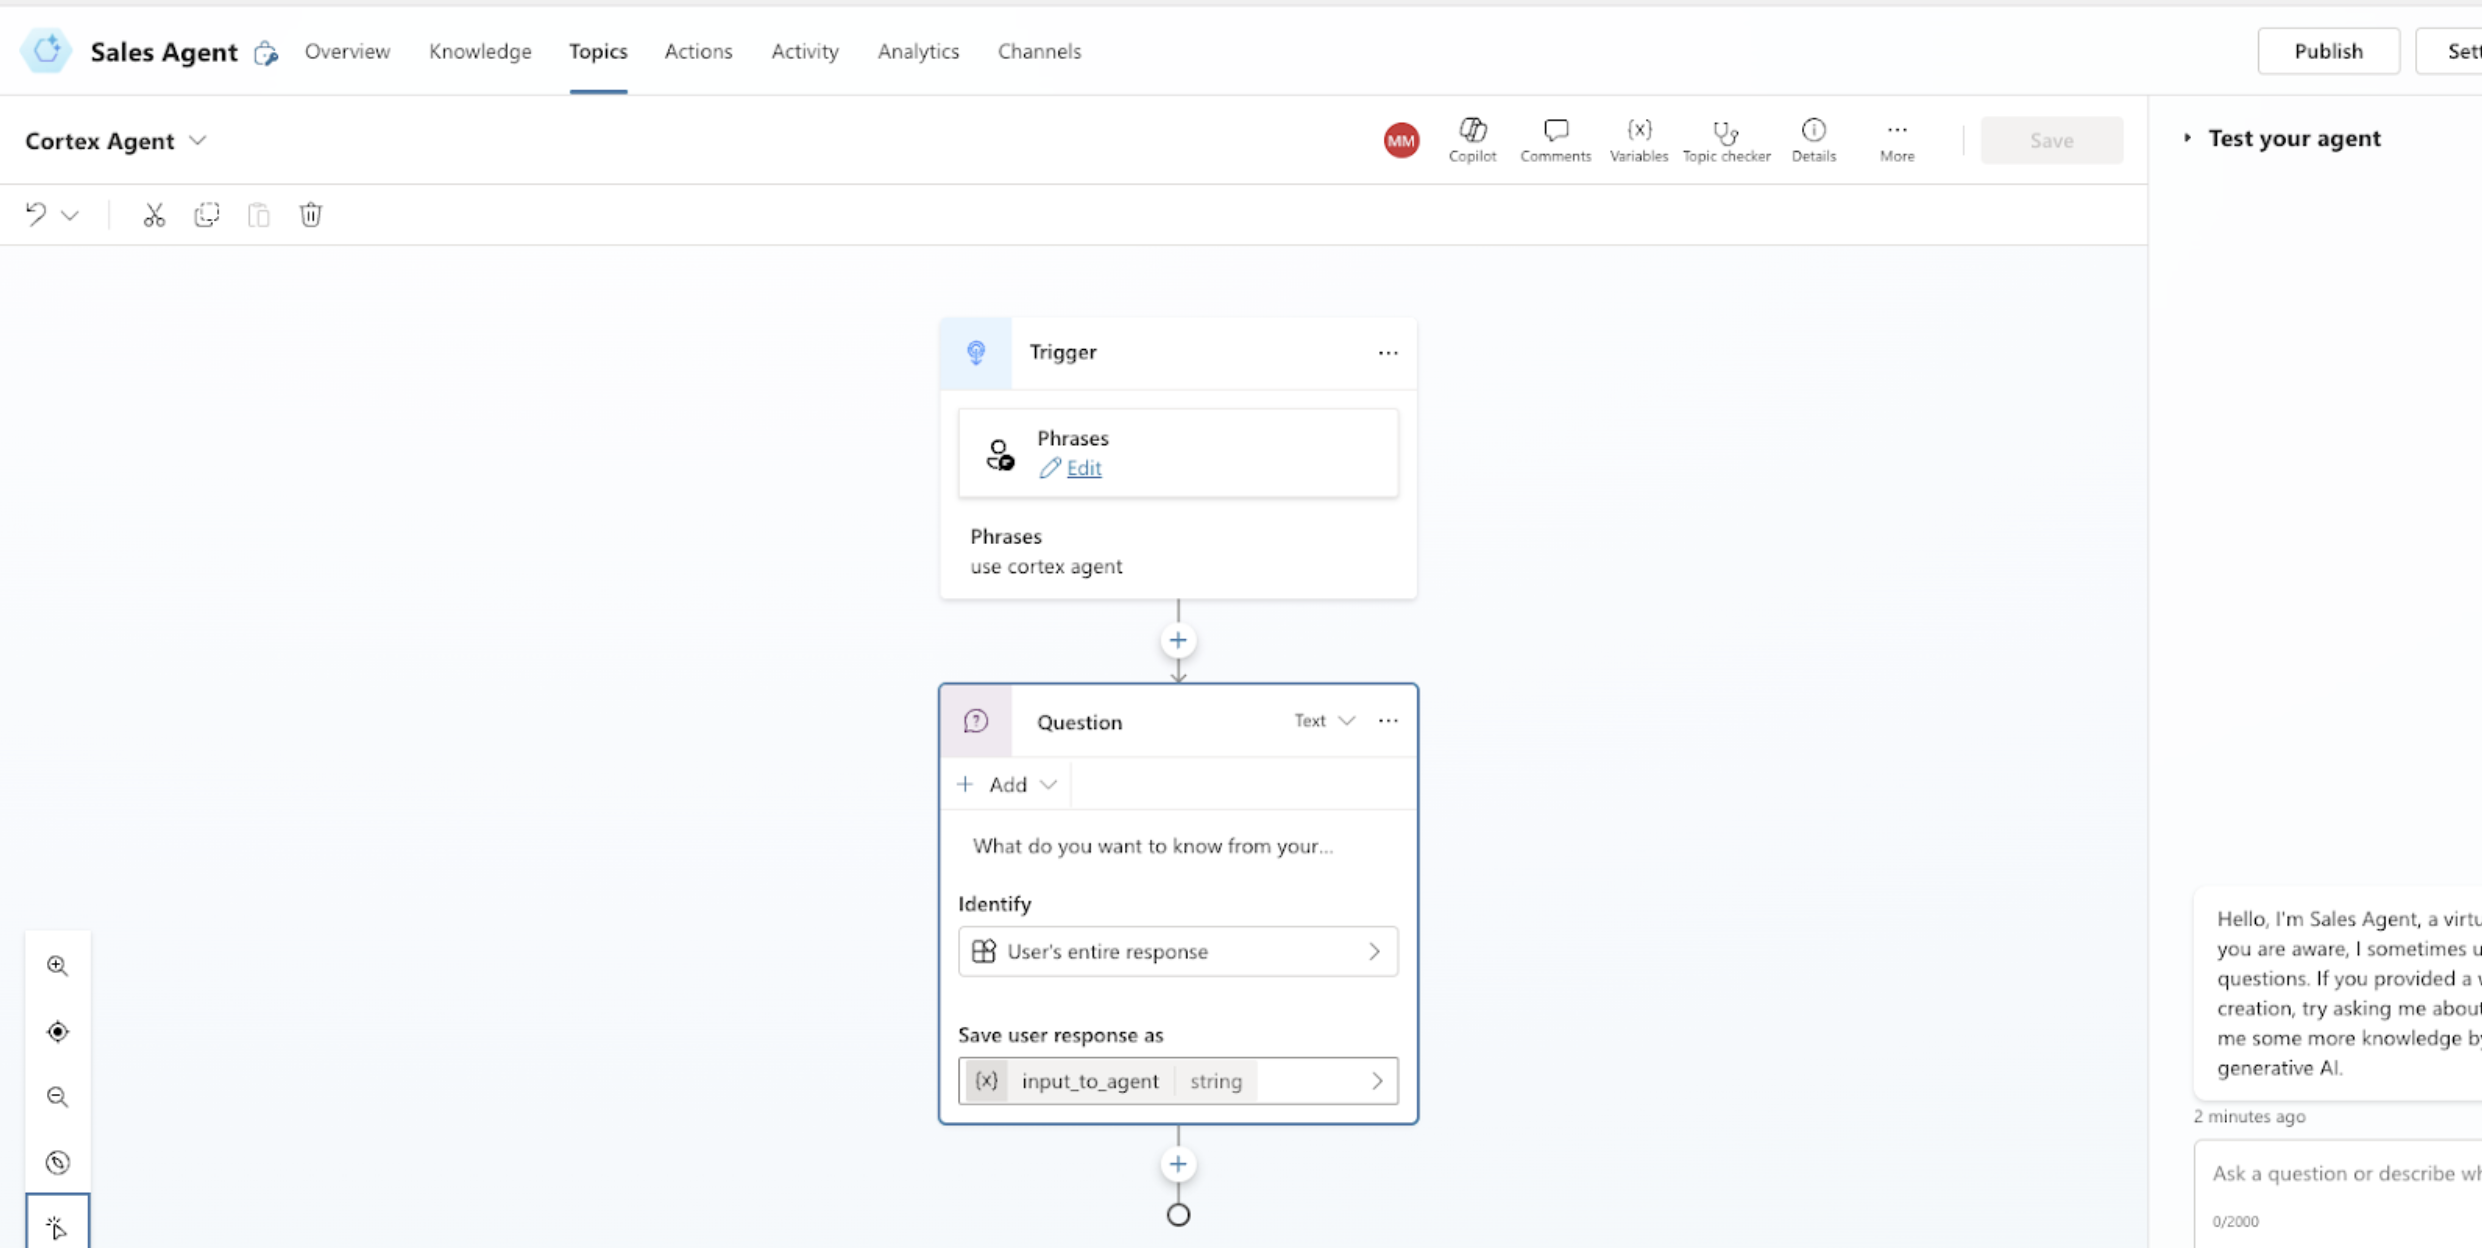 Sales Agent
Overview
Knowledge
Topics
Actions
Activity
Analytics
Channels
Publish
Cortex Agent
MM
Copilot
Comments
{x}
Variables
Topic checker
Details
More
Save
Test your agent
Trigger
Phrases
Edit
Phrases
use cortex agent
Question
Text
Add
What do you want to know from your...
Identify
User's entire response
Save user response as
{x} input_to_agent string
Hello, I'm Sales Agent, a
you are aware, I sometimes
questions. If you provided a
creation, try asking me about
me some more knowledge
generative AI.
2 minutes ago
Ask a question or describe
0/2000